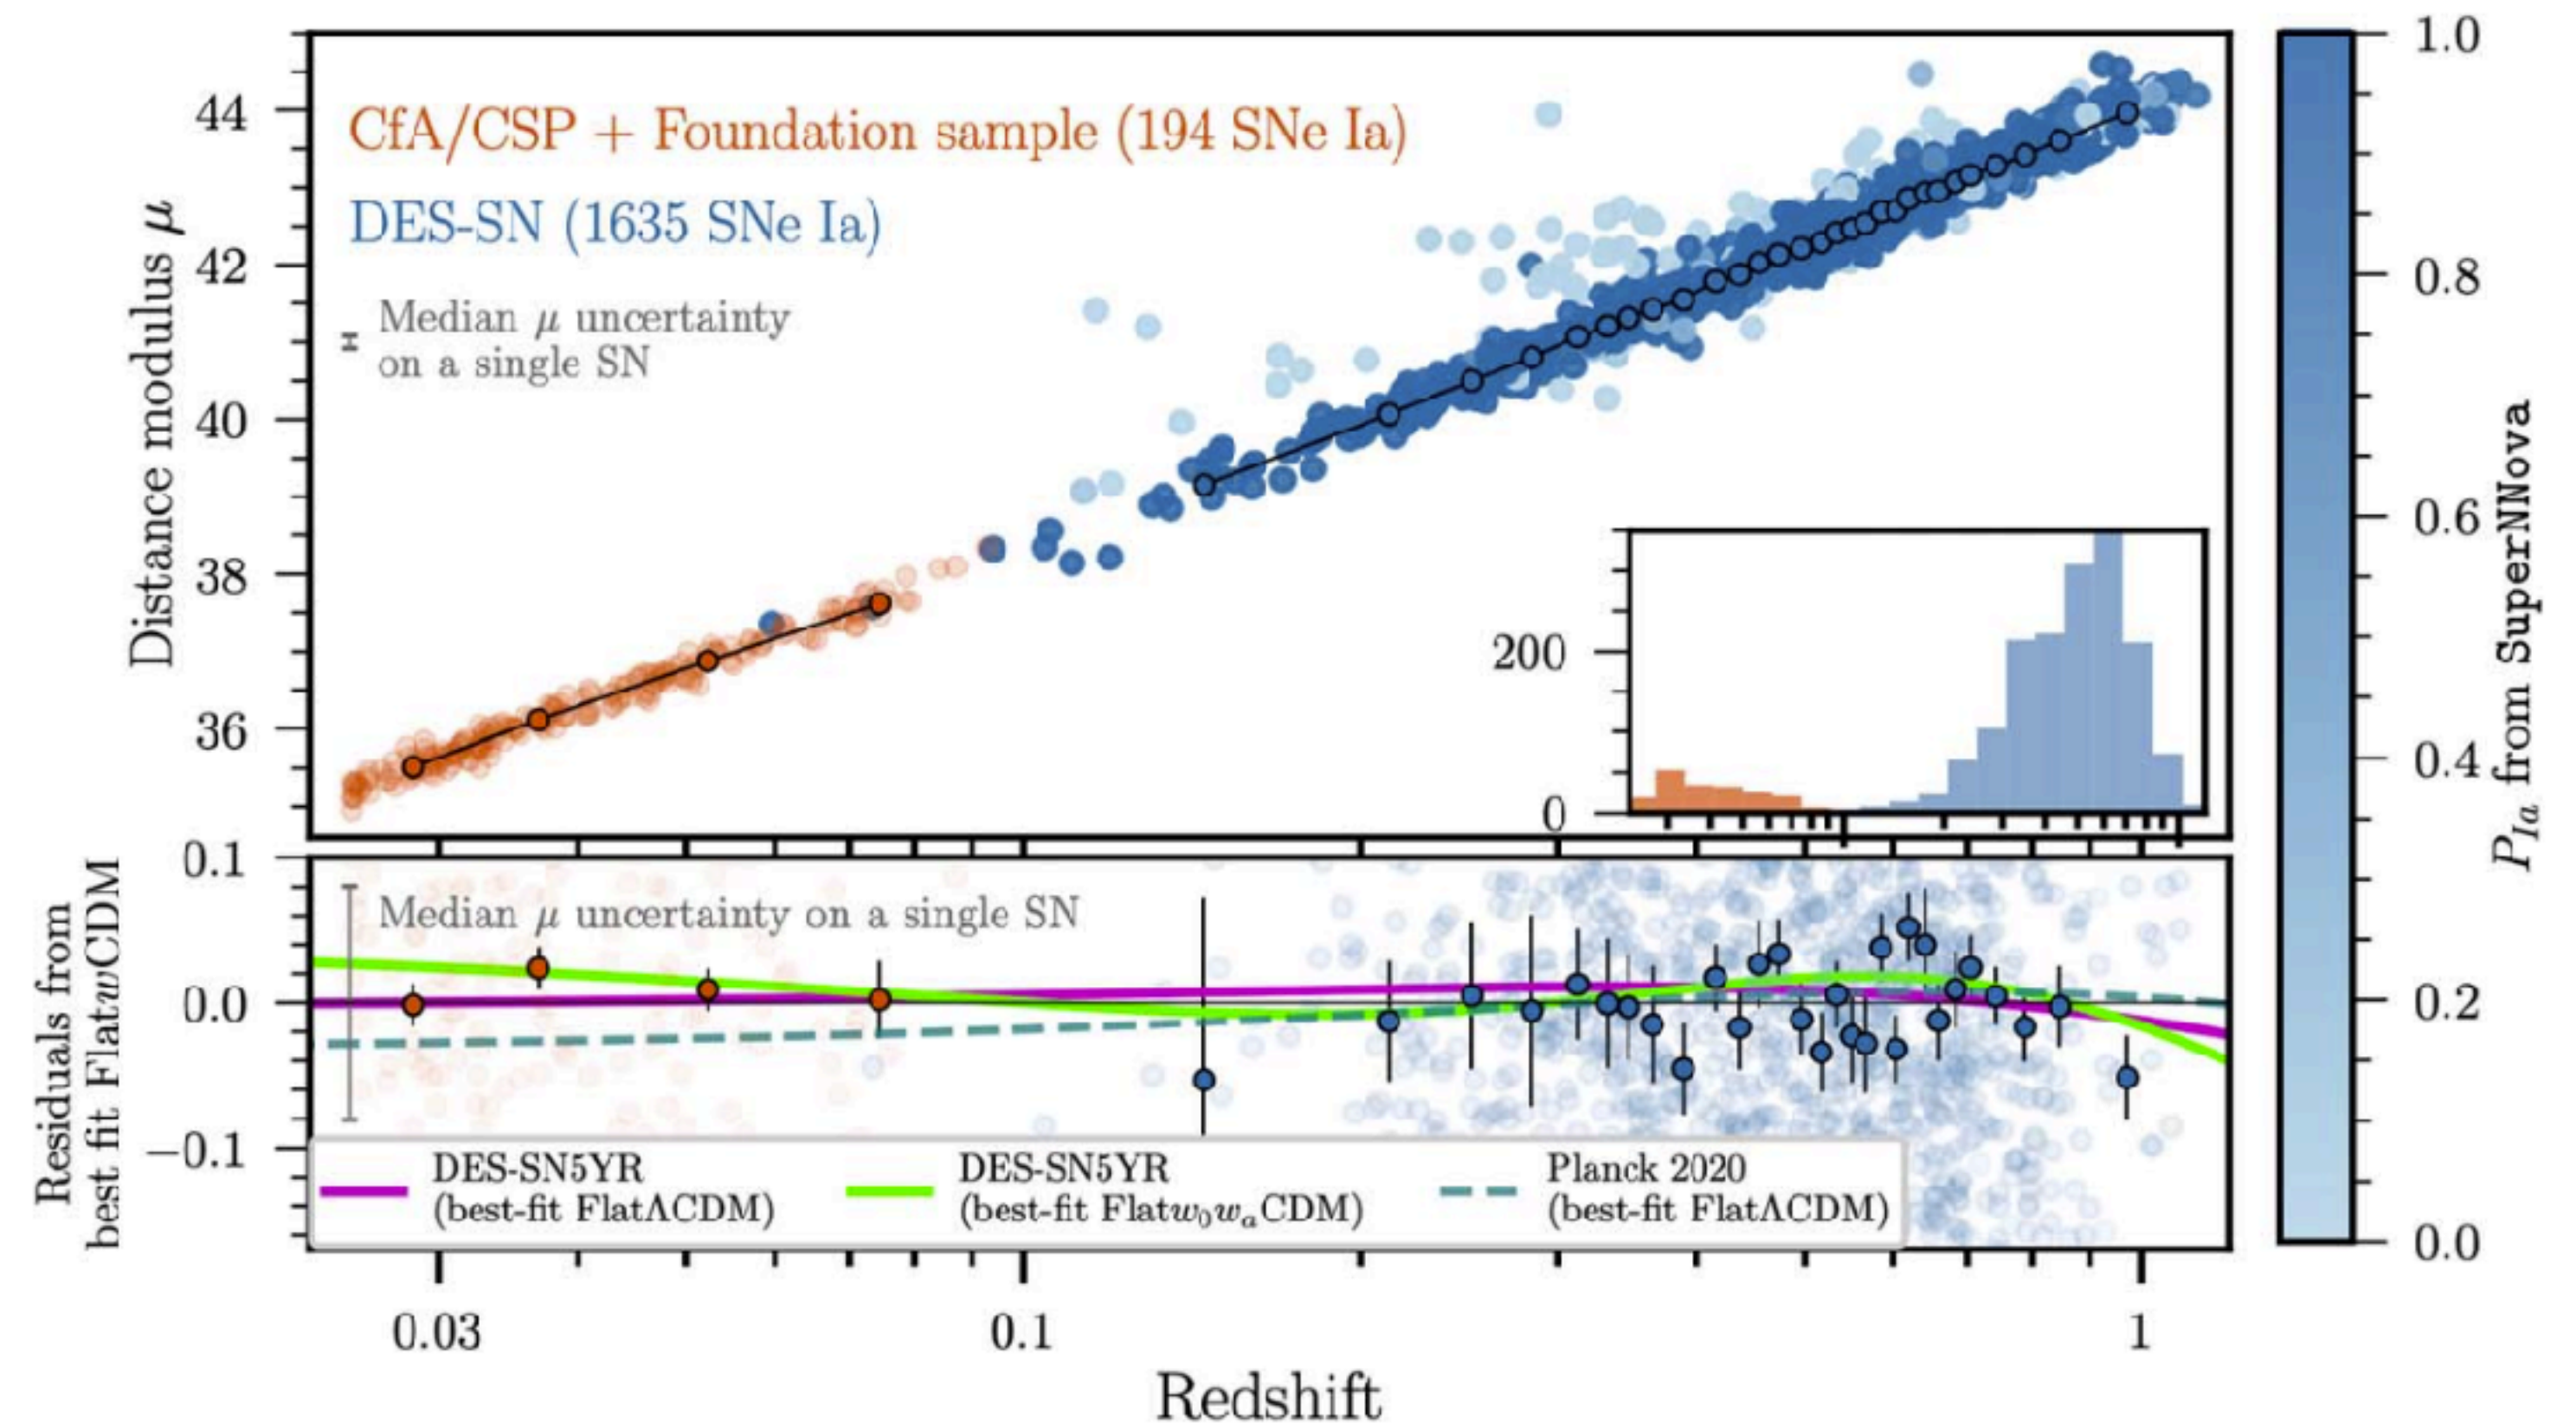 CfA/CSP + Foundation sample (194 SNe Ia)
DES-SN (1635 SNe Ia)
Median μ uncertainty
on a single SN
Distance modulus μ
44
42
40
38
36
200
0
1.0
0.8
0.6
0.4
0.2
0.0
P_{Ia} from SuperNNova
Residuals from
best fit FlatwCDM
0.1
0.0
−0.1
Median μ uncertainty on a single SN
DES-SN5YR
(best-fit FlatΛCDM)
DES-SN5YR
(best-fit Flatw₀wₐCDM)
Planck 2020
(best-fit FlatΛCDM)
0.03
0.1
1
Redshift